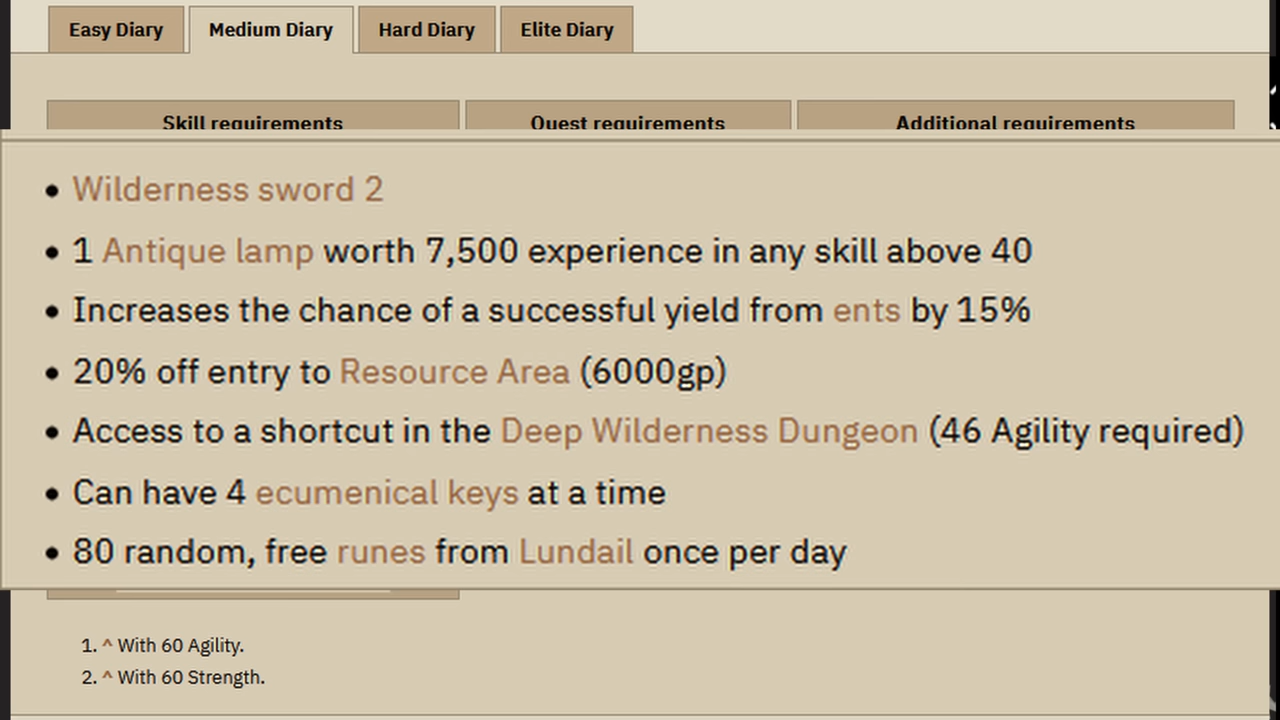 Easy Diary Medium Diary Hard Diary Elite Diary
Skill requirements Quest requirements Additional requirements
Wilderness sword 2
1 Antique lamp worth 7,500 experience in any skill above 40
Increases the chance of a successful yield from ents by 15%
20% off entry to Resource Area (6000gp)
Access to a shortcut in the Deep Wilderness Dungeon (46 Agility required)
Can have 4 ecumenical keys at a time
80 random, free runes from Lundail once per day
1. ^ With 60 Agility.
2. ^ With 60 Strength.